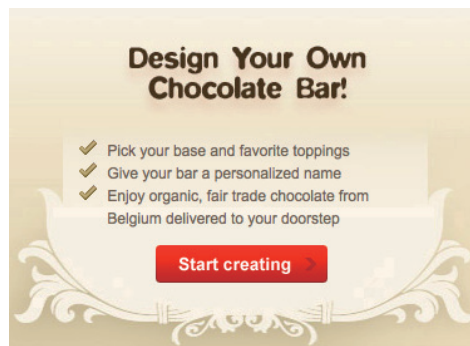 Design Your Own
Chocolate Bar!
Pick your base and favorite toppings
Give your bar a personalized name
Enjoy organic, fair trade chocolate from
Belgium delivered to your doorstep
Start creating